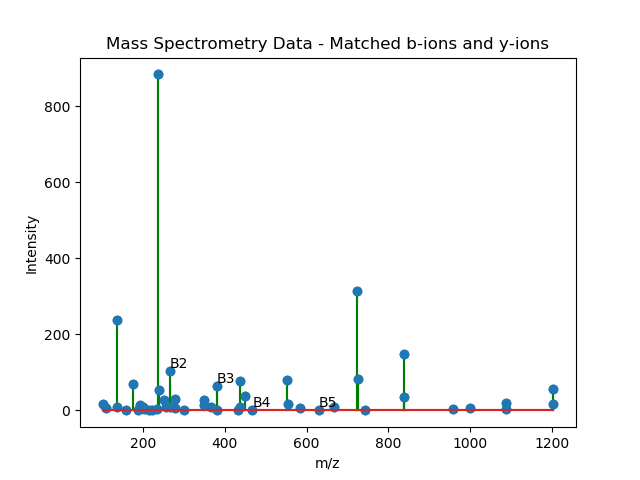 Mass Spectrometry Data - Matched b-ions and y-ions
800
600
400
200
0
Intensity
B2
B3
B4
B5
200
400
600
800
1000
1200
m/z